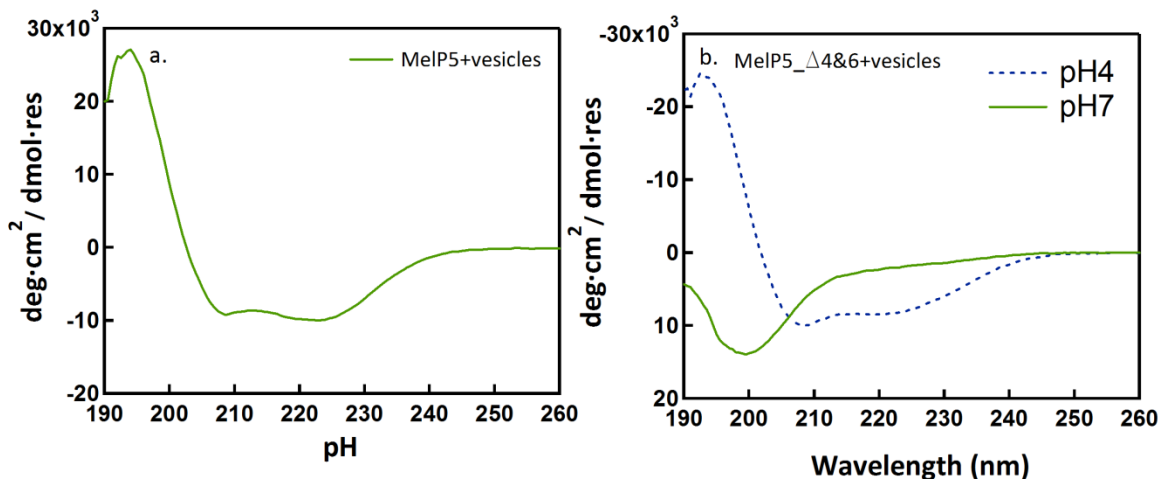 30x10³
20
10
0
-10
-20
deg·cm² / dmol·res
a.
MelP5+vesicles
190 200 210 220 230 240 250 260
pH
-30x10³
-20
-10
0
10
20
deg·cm² / dmol·res
b.
MelP5_Δ4&6+vesicles
pH4
pH7
190 200 210 220 230 240 250 260
Wavelength (nm)